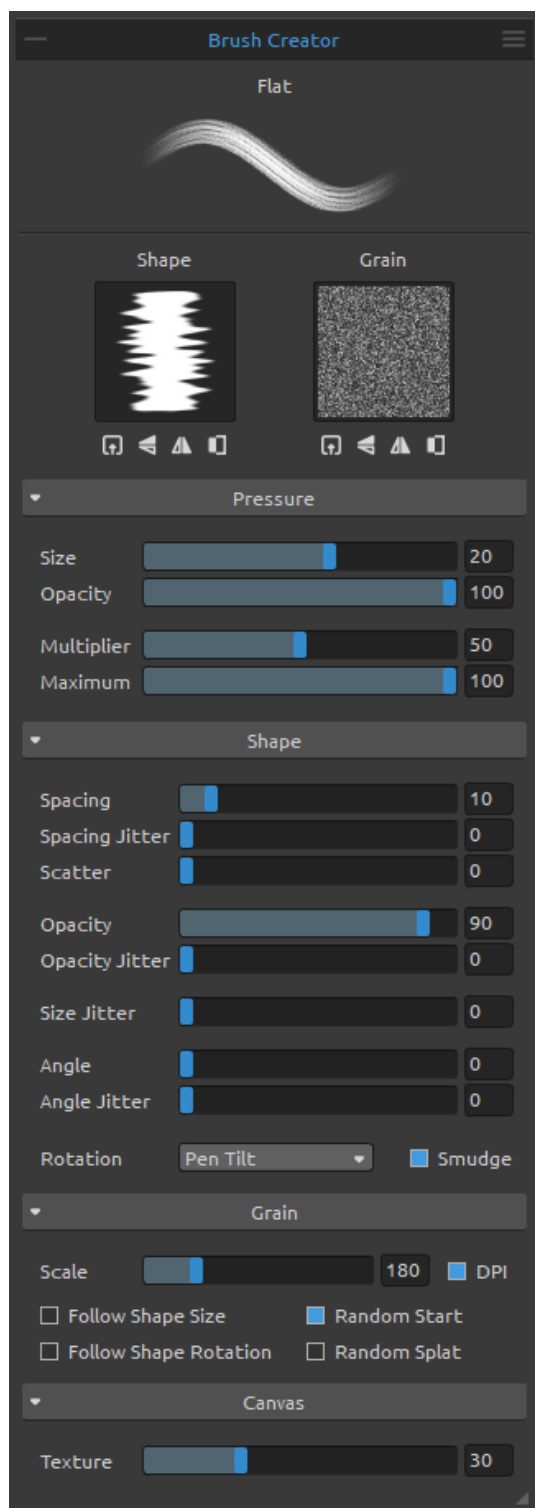 Brush Creator
Flat
Shape Grain
Pressure
Size 20
Opacity 100
Multiplier 50
Maximum 100
Shape
Spacing 10
Spacing Jitter 0
Scatter 0
Opacity 90
Opacity Jitter 0
Size Jitter 0
Angle 0
Angle Jitter 0
Rotation Pen Tilt Smudge
Grain
Scale 180 DPI
Follow Shape Size Random Start
Follow Shape Rotation Random Splat
Canvas
Texture 30